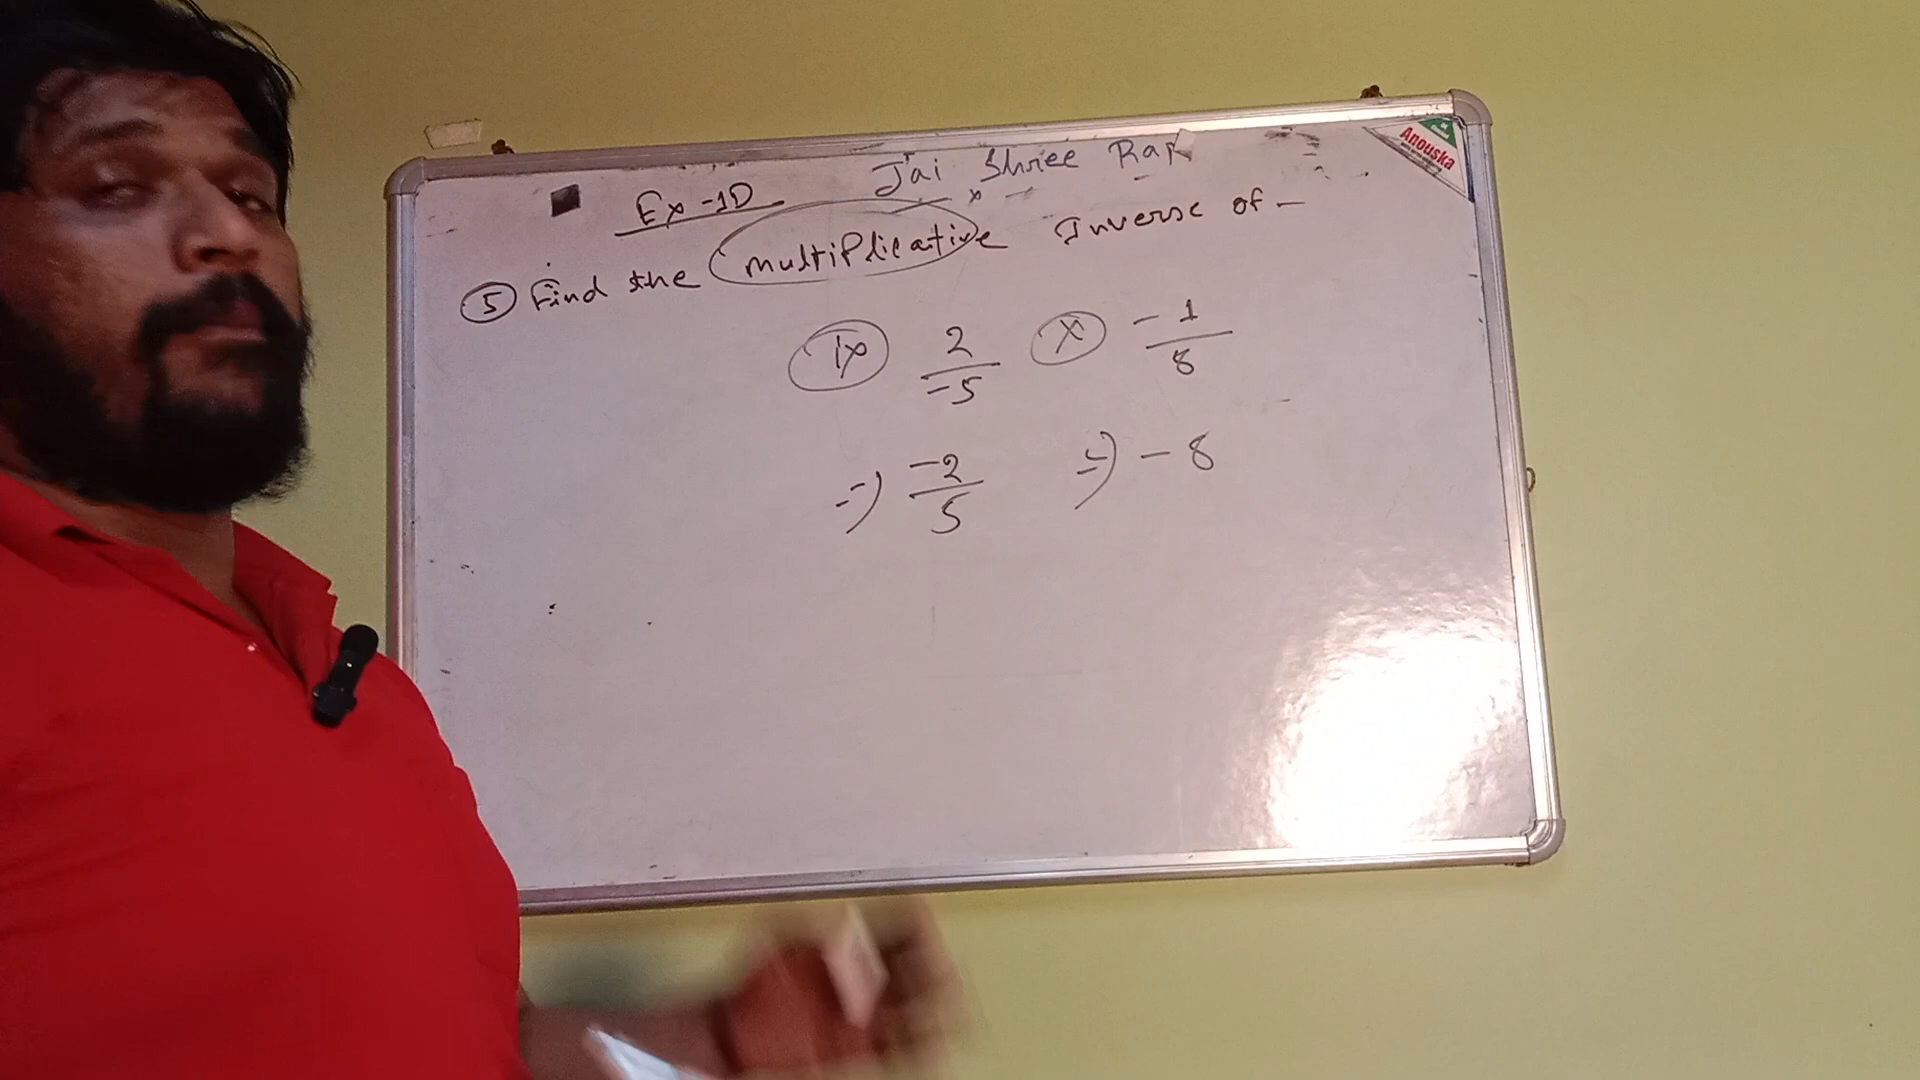 Jai Shree Ram
Ex-1D
⑤ Find the multiplicative Inverse of -
ix 2/-5 x -1/8
=) -2/5 =) -8
Anouska